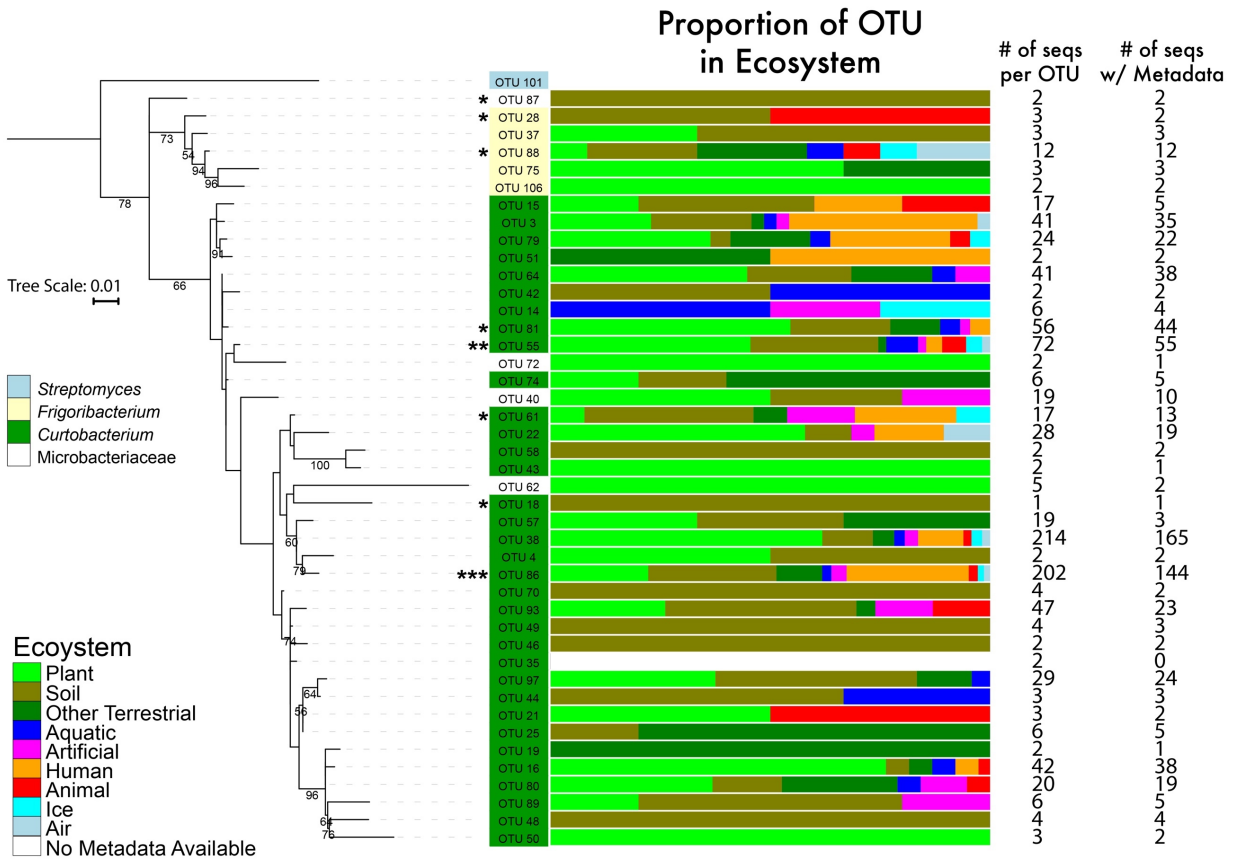 Proportion of OTU
in Ecosystem
# of seqs
per OTU
# of seqs
w/ Metadata
OTU 101
* OTU 87 2 2
* OTU 28 3 2
OTU 37 3 3
* OTU 88 12 12
OTU 75 3 3
OTU 106 2 2
OTU 15 17 5
OTU 3 41 35
OTU 79 24 22
OTU 51 2 2
OTU 64 41 38
OTU 42 2 2
OTU 14 6 4
* OTU 81 56 44
** OTU 55 72 55
OTU 72 2 1
OTU 74 6 5
OTU 40 19 10
* OTU 61 17 13
OTU 22 28 19
OTU 58 2 2
OTU 43 2 1
OTU 62 5 2
* OTU 18 1 1
OTU 57 19 3
OTU 38 214 165
OTU 4 2 2
*** OTU 86 202 144
OTU 70 4 2
OTU 93 47 23
OTU 49 4 3
OTU 46 2 2
OTU 35 2 0
OTU 97 29 24
OTU 44 3 3
OTU 21 3 2
OTU 25 6 5
OTU 19 2 1
OTU 16 42 38
OTU 80 20 19
OTU 89 6 5
OTU 48 4 4
OTU 50 3 2
73
54
94
96
78
91
66
100
60
79
74
64
56
96
64
76
Tree Scale: 0.01
Streptomyces
Frigoribacterium
Curtobacterium
Microbacteriaceae
Ecoystem
Plant
Soil
Other Terrestrial
Aquatic
Artificial
Human
Animal
Ice
Air
No Metadata Available